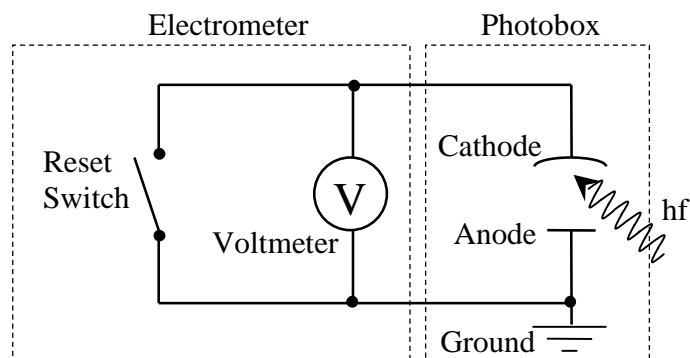 Electrometer
Photobox
Reset
Switch
V
Voltmeter
Cathode
hf
Anode
Ground